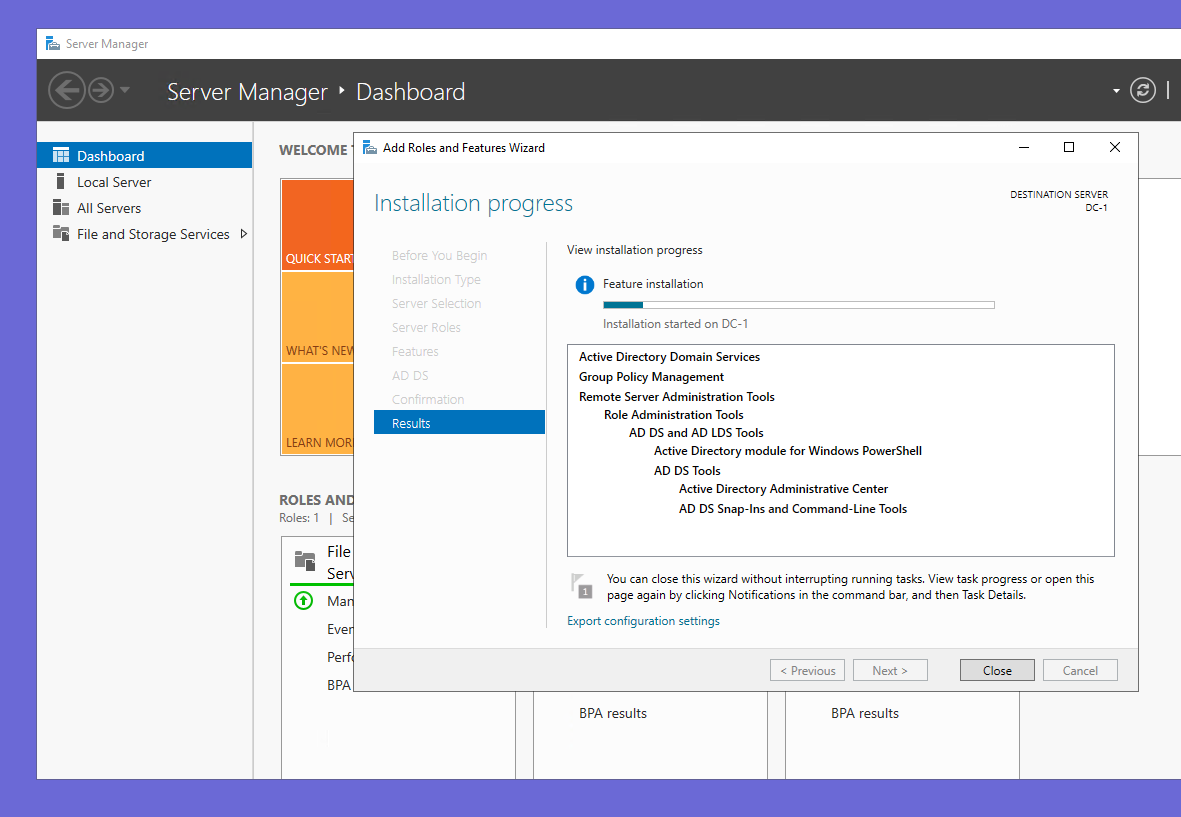 Server Manager
Server Manager ‣ Dashboard
Dashboard
Local Server
All Servers
File and Storage Services
WELCOME
QUICK START
WHAT'S NEW
LEARN MORE
ROLES AND
Roles: 1 |
File
Man
BPA
BPA results
BPA results
Add Roles and Features Wizard
Installation progress
DESTINATION SERVER
DC-1
Before You Begin
Installation Type
Server Selection
Server Roles
Features
AD DS
Confirmation
Results
View installation progress
Feature installation
Installation started on DC-1
Active Directory Domain Services
Group Policy Management
Remote Server Administration Tools
Role Administration Tools
AD DS and AD LDS Tools
Active Directory module for Windows PowerShell
AD DS Tools
Active Directory Administrative Center
AD DS Snap-Ins and Command-Line Tools
1
You can close this wizard without interrupting running tasks. View task progress or open this
page again by clicking Notifications in the command bar, and then Task Details.
Export configuration settings
< Previous
Next >
Close
Cancel